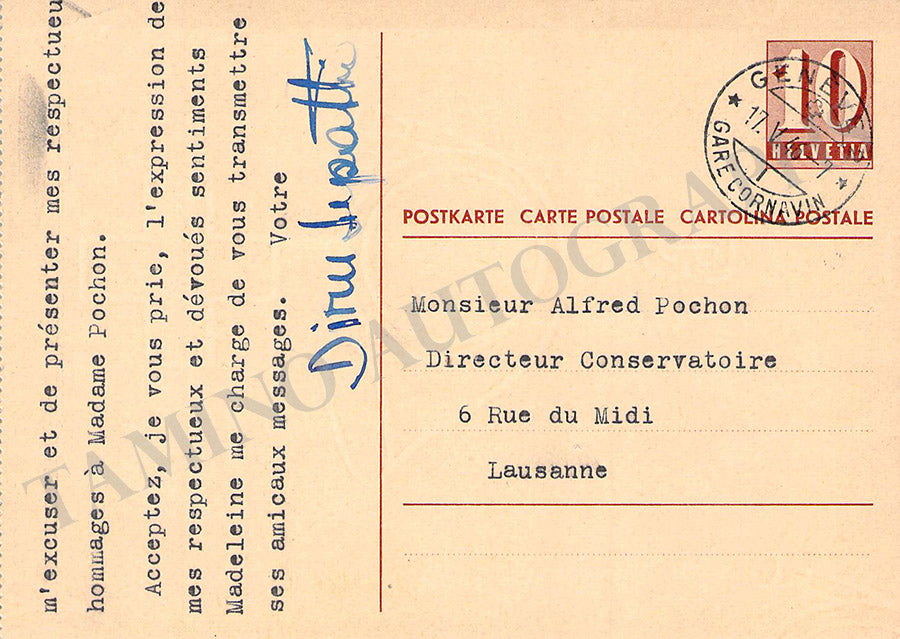 m'excuser et de présenter mes respectueu
hommages à Madame Pochon.
Acceptez, je vous prie, l'expression de
mes respectueux et dévoués sentiments
Madeleine me charge de vous transmettre
ses amicaux messages. Votre
Dinu Lipatti
10
HELVETIA
GENÈVE
17.V.
GARE CORNAVIN
POSTKARTE CARTE POSTALE CARTOLINA POSTALE
Monsieur Alfred Pochon
Directeur Conservatoire
6 Rue du Midi
Lausanne
TAMINO AUTOGRAPHS